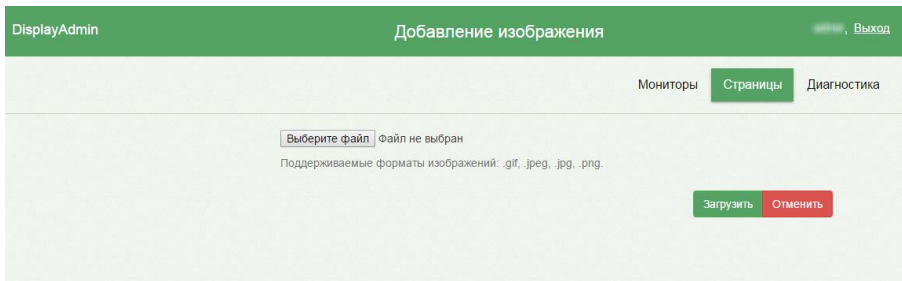 DisplayAdmin Добавление изображения , Выход
Мониторы Страницы Диагностика
Выберите файл Файл не выбран
Поддерживаемые форматы изображений: .gif, .jpeg, .jpg, .png.
Загрузить Отменить